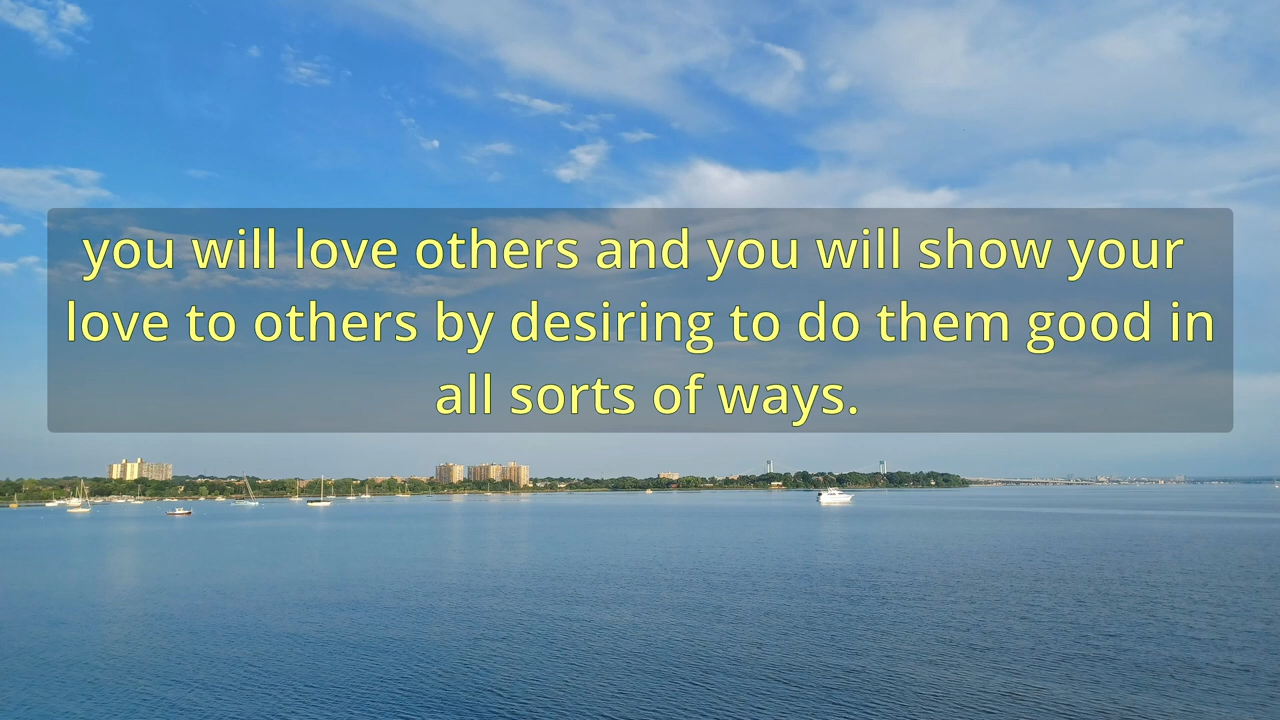 you will love others and you will show your
love to others by desiring to do them good in
all sorts of ways.